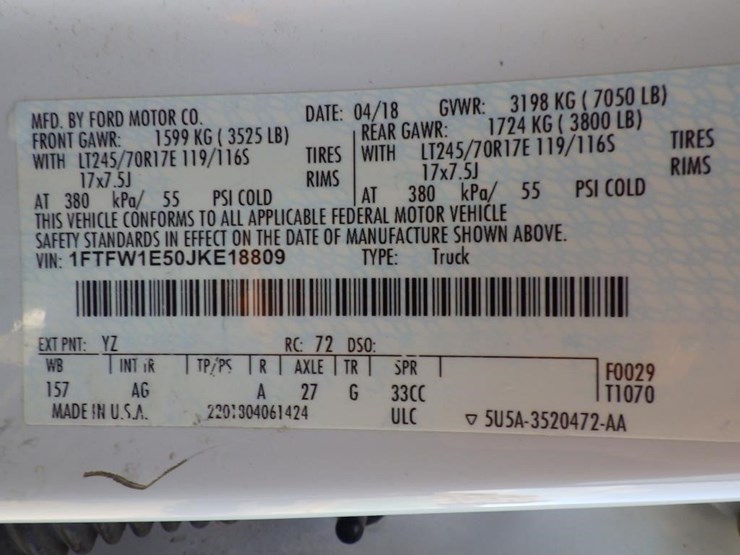 MFD. BY FORD MOTOR CO. DATE: 04/18 GVWR: 3198 KG ( 7050 LB)
FRONT GAWR: 1599 KG ( 3525 LB) REAR GAWR: 1724 KG ( 3800 LB)
WITH LT245/70R17E 119/116S TIRES WITH LT245/70R17E 119/116S TIRES
17x7.5J RIMS 17x7.5J RIMS
AT 380 kPa/ 55 PSI COLD AT 380 kPa/ 55 PSI COLD
THIS VEHICLE CONFORMS TO ALL APPLICABLE FEDERAL MOTOR VEHICLE
SAFETY STANDARDS IN EFFECT ON THE DATE OF MANUFACTURE SHOWN ABOVE.
VIN: 1FTFW1E50JKE18809 TYPE: Truck
EXT PNT: YZ RC: 72 DSO:
WB INT TR TP/PS R AXLE TR SPR F0029
157 AG A 27 G 33CC T1070
MADE IN U.S.A. 2201804061424 ULC ▽ 5U5A-3520472-AA